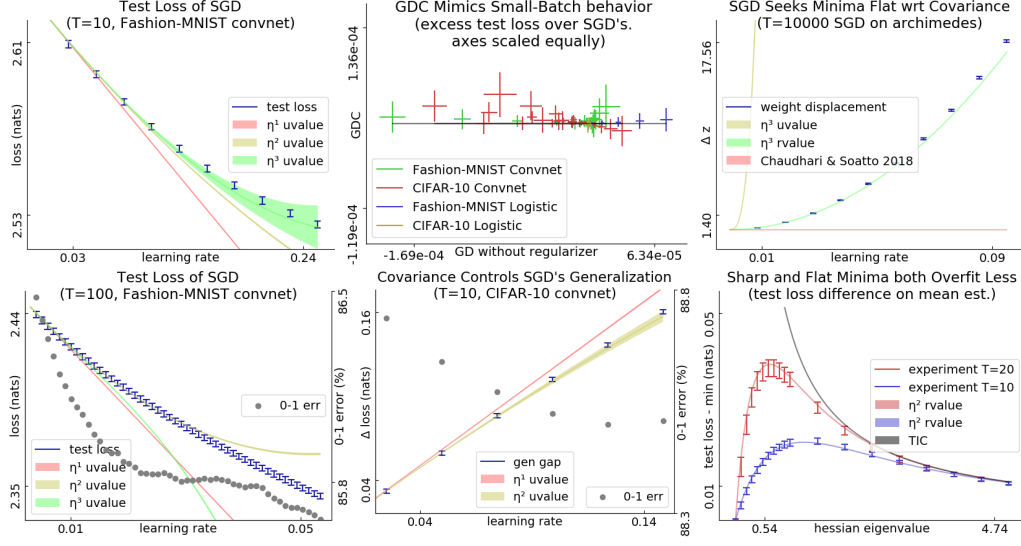 Test Loss of SGD
(T=10, Fashion-MNIST convnet)
2.61
loss (nats)
2.53
test loss
η¹ uvalue
η² uvalue
η³ uvalue
0.03
learning rate
0.24
GDC Mimics Small-Batch behavior
(excess test loss over SGD's.
axes scaled equally)
1.36e-04
GDC
-1.19e-04
Fashion-MNIST Convnet
CIFAR-10 Convnet
Fashion-MNIST Logistic
CIFAR-10 Logistic
-1.69e-04
GD without regularizer
6.34e-05
SGD Seeks Minima Flat wrt Covariance
(T=10000 SGD on archimedes)
17.56
Δ z
1.40
weight displacement
η³ uvalue
η³ rvalue
Chaudhari & Soatto 2018
0.01
learning rate
0.09
Test Loss of SGD
(T=100, Fashion-MNIST convnet)
2.44
loss (nats)
2.35
86.5
0-1 error (%)
85.8
0-1 err
test loss
η¹ uvalue
η² uvalue
η³ uvalue
0.01
learning rate
0.05
Covariance Controls SGD's Generalization
(T=10, CIFAR-10 convnet)
0.16
Δ loss (nats)
0.04
88.8
0-1 error (%)
88.3
gen gap
η¹ uvalue
η² uvalue
0-1 err
0.04
learning rate
0.14
Sharp and Flat Minima both Overfit Less
(test loss difference on mean est.)
0.05
test loss - min (nats)
0.01
experiment T=20
experiment T=10
η² rvalue
η² rvalue
TIC
0.54
hessian eigenvalue
4.74